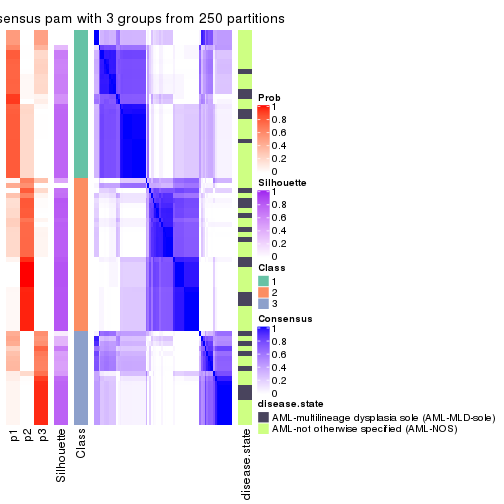 sensus pam with 3 groups from 250 partitions
Prob
1
0.8
0.6
0.4
0.2
0
Silhouette
1
0.8
0.6
0.4
0.2
0
Class
1
2
3
Consensus
1
0.8
0.6
0.4
0.2
0
disease.state
AML-multilineage dysplasia sole (AML-MLD-sole)
AML-not otherwise specified (AML-NOS)
p1
p2
p3
Silhouette
Class
disease.state